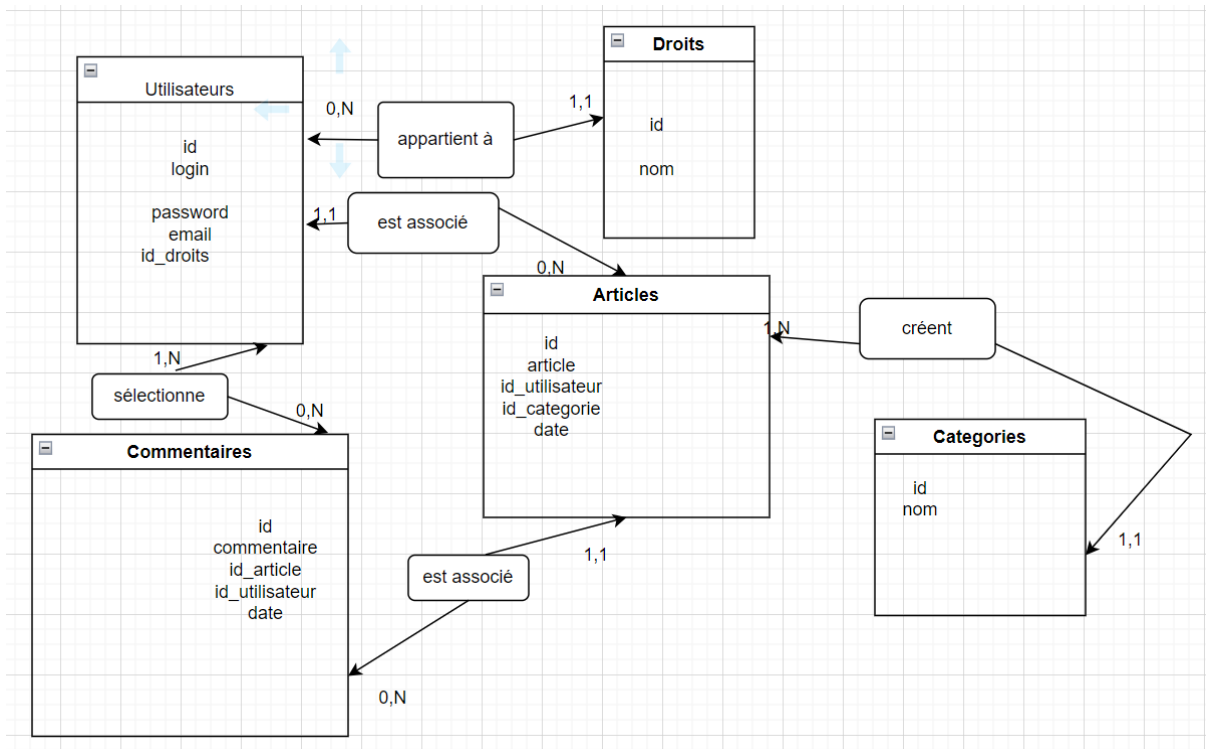 Utilisateurs
id
login
password
email
id_droits
0,N
appartient à
1,1
Droits
id
nom
1,1
est associé
0,N
Articles
id
article
id_utilisateur
id_categorie
date
1,N
créent
1,1
Categories
id
nom
1,N
sélectionne
0,N
Commentaires
id
commentaire
id_article
id_utilisateur
date
est associé
1,1
0,N